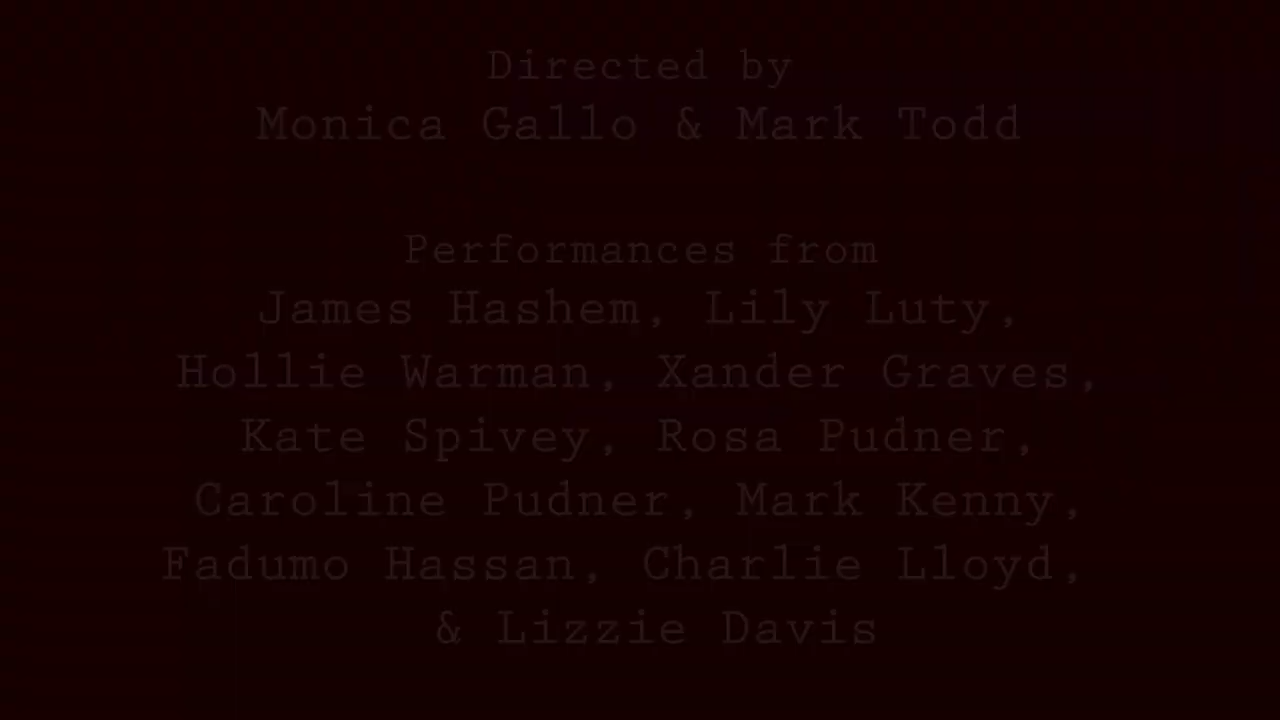 Directed by
Monica Gallo & Mark Todd
Performances from
James Hashem, Lily Luty,
Hollie Warman, Xander Graves,
Kate Spivey, Rosa Pudner,
Caroline Pudner, Mark Kenny,
Fadumo Hassan, Charlie Lloyd,
& Lizzie Davis